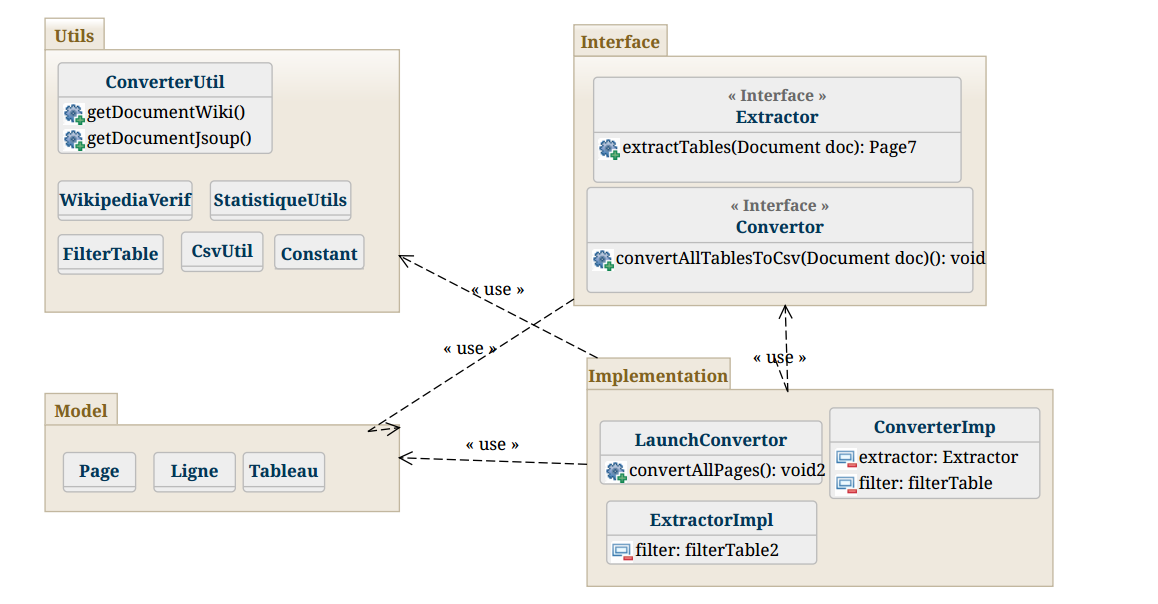 Utils
ConverterUtil
getDocumentWiki()
getDocumentJsoup()
WikipediaVerif
StatistiqueUtils
FilterTable
CsvUtil
Constant
Interface
« Interface »
Extractor
extractTables(Document doc): Page7
« Interface »
Convertor
convertAllTablesToCsv(Document doc)(): void
« use »
« use »
« use »
« use »
Model
Page
Ligne
Tableau
Implementation
LaunchConvertor
convertAllPages(): void2
ConverterImp
extractor: Extractor
filter: filterTable
ExtractorImpl
filter: filterTable2